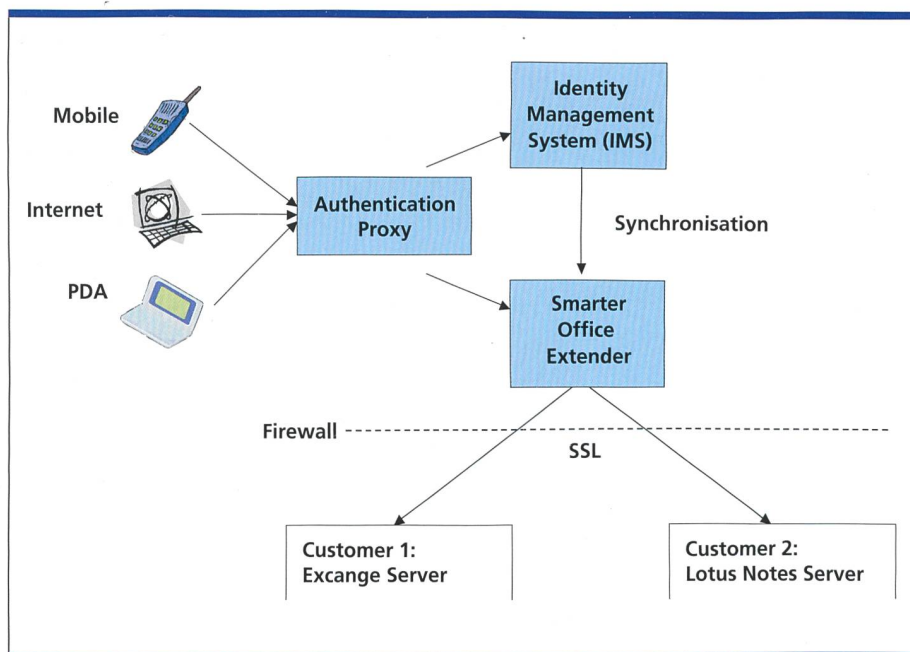 Mobile
Internet
PDA
Authentication
Proxy
Identity
Management
System (IMS)
Synchronisation
Smarter
Office
Extender
Firewall
SSL
Customer 1:
Excange Server
Customer 2:
Lotus Notes Server